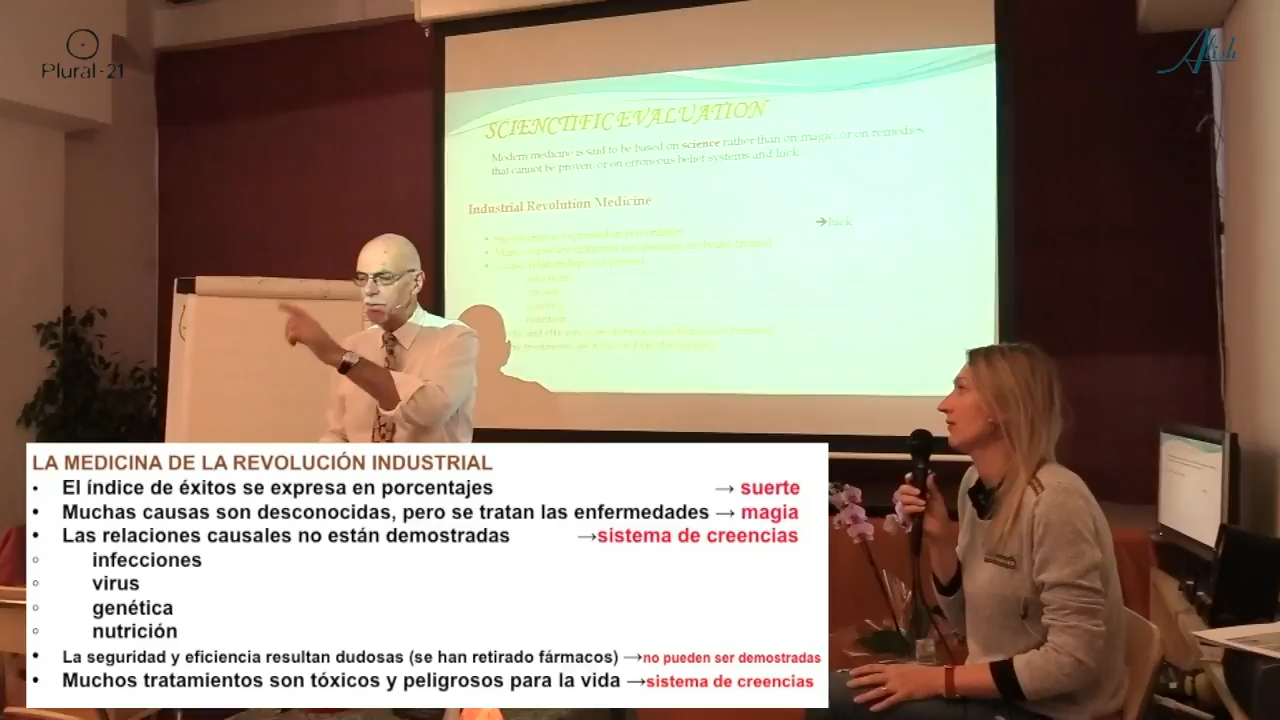 Plural-21
Alish
SCIENCTIFIC EVALUATION
Modern medicine is said to be based on science rather than on magic, or on remedies
that cannot be proven, or on erroneous belief systems and luck.
Industrial Revolution Medicine
→luck
LA MEDICINA DE LA REVOLUCIÓN INDUSTRIAL
• El índice de éxitos se expresa en porcentajes → suerte
• Muchas causas son desconocidas, pero se tratan las enfermedades → magia
• Las relaciones causales no están demostradas →sistema de creencias
○ infecciones
○ virus
○ genética
○ nutrición
• La seguridad y eficiencia resultan dudosas (se han retirado fármacos) →no pueden ser demostradas
• Muchos tratamientos son tóxicos y peligrosos para la vida →sistema de creencias